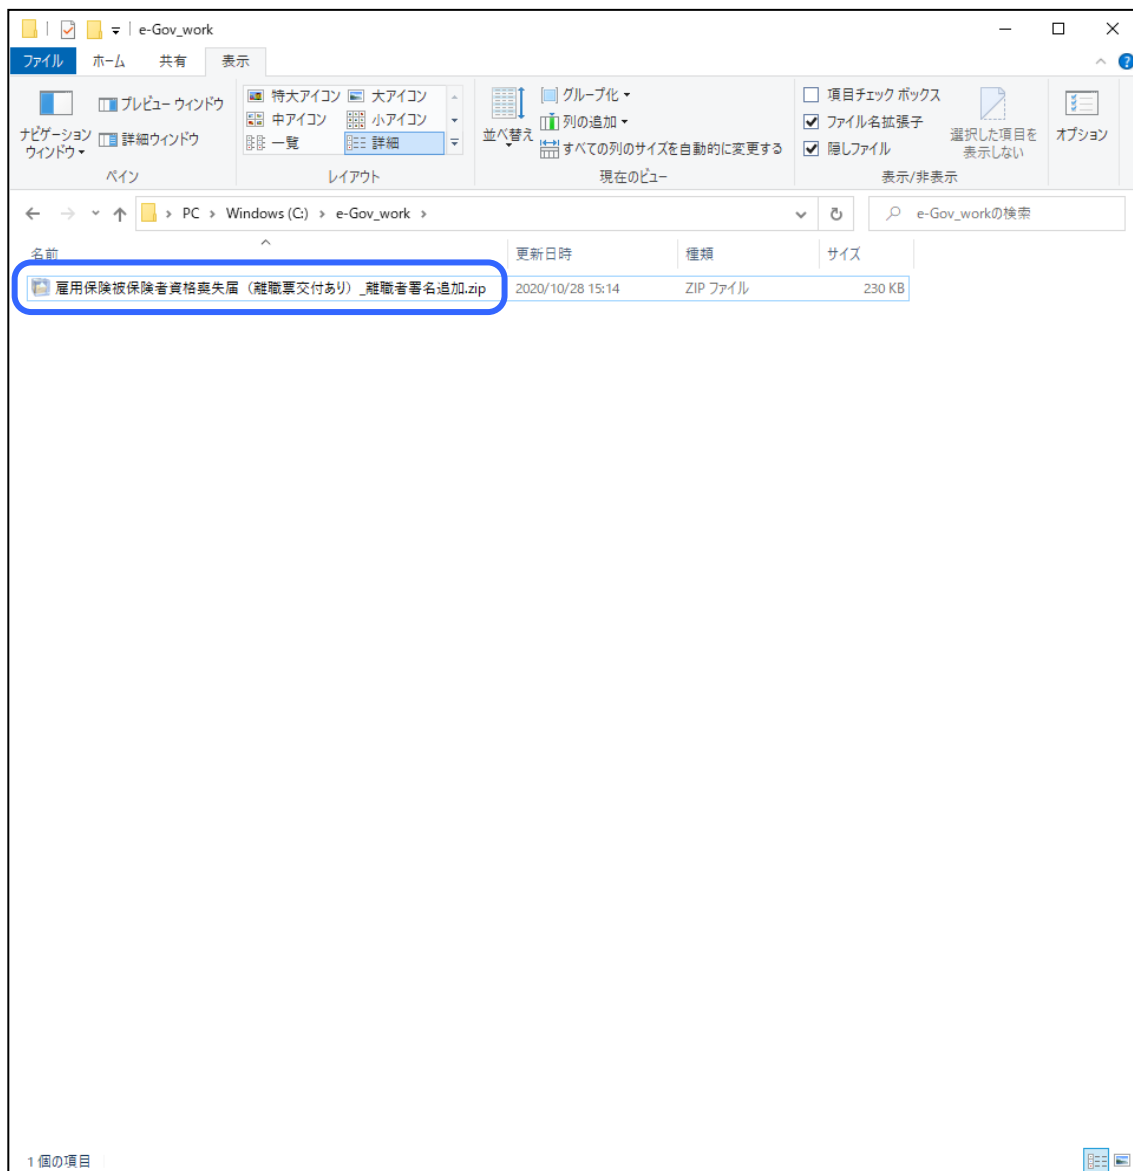 e-Gov_work
ファイル ホーム 共有 表示
ナビゲーション ウィンドウ
プレビュー ウィンドウ
詳細ウィンドウ
ペイン
特大アイコン 大アイコン
中アイコン 小アイコン
一覧 詳細
レイアウト
並べ替え
グループ化
列の追加
すべての列のサイズを自動的に変更する
現在のビュー
項目チェック ボックス
ファイル名拡張子
隠しファイル
選択した項目を
表示しない
表示/非表示
オプション
PC › Windows (C:) › e-Gov_work ›
e-Gov_workの検索
名前 更新日時 種類 サイズ
雇用保険被保険者資格喪失届（離職票交付あり）_離職者署名追加.zip 2020/10/28 15:14 ZIP ファイル 230 KB
1 個の項目